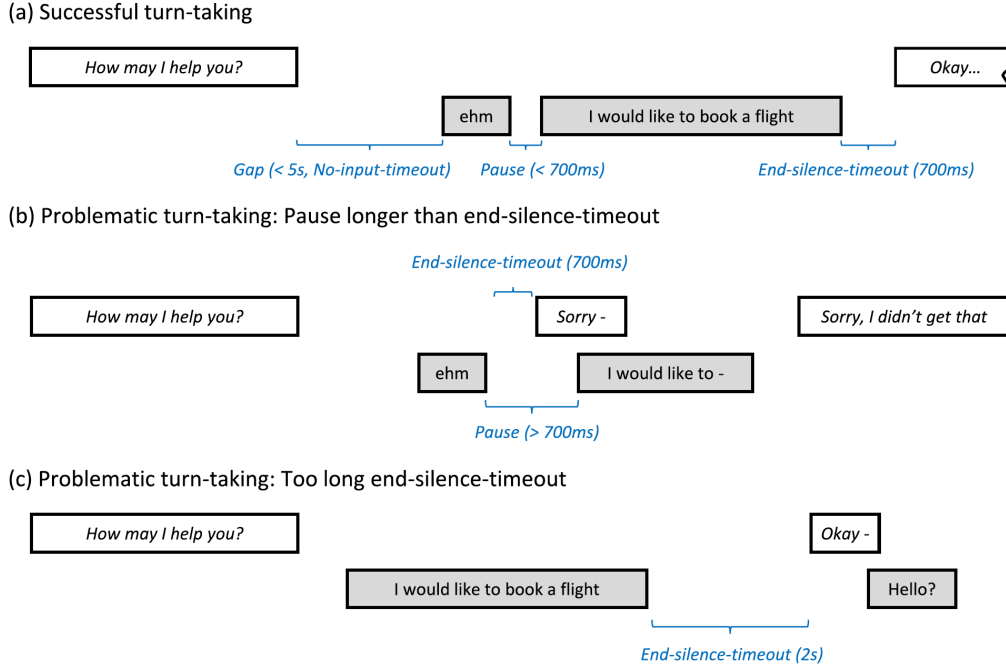 (a) Successful turn-taking
How may I help you?
Okay...
ehm
I would like to book a flight
Gap (< 5s, No-input-timeout)
Pause (< 700ms)
End-silence-timeout (700ms)
(b) Problematic turn-taking: Pause longer than end-silence-timeout
End-silence-timeout (700ms)
How may I help you?
Sorry -
Sorry, I didn’t get that
ehm
I would like to -
Pause (> 700ms)
(c) Problematic turn-taking: Too long end-silence-timeout
How may I help you?
Okay -
I would like to book a flight
Hello?
End-silence-timeout (2s)